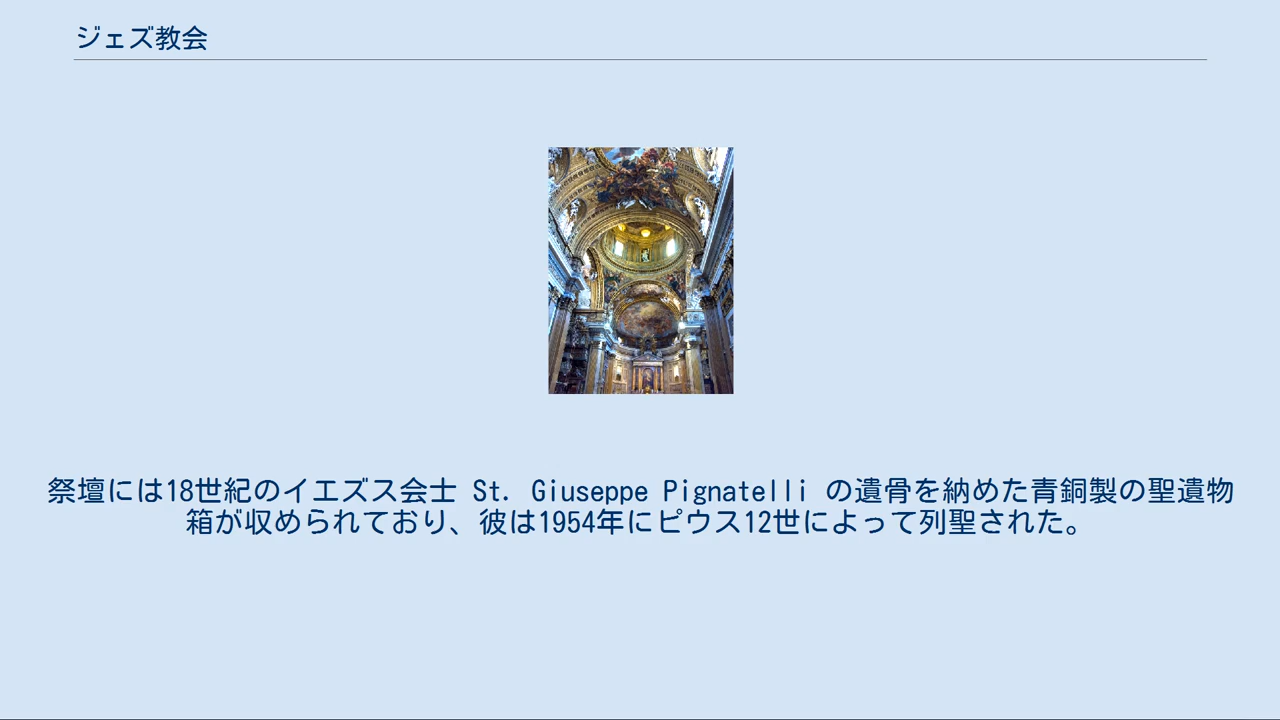 ジェズ教会
祭壇には18世紀のイエズス会士 St. Giuseppe Pignatelli の遺骨を納めた青銅製の聖遺物
箱が収められており、彼は1954年にピウス12世によって列聖された。